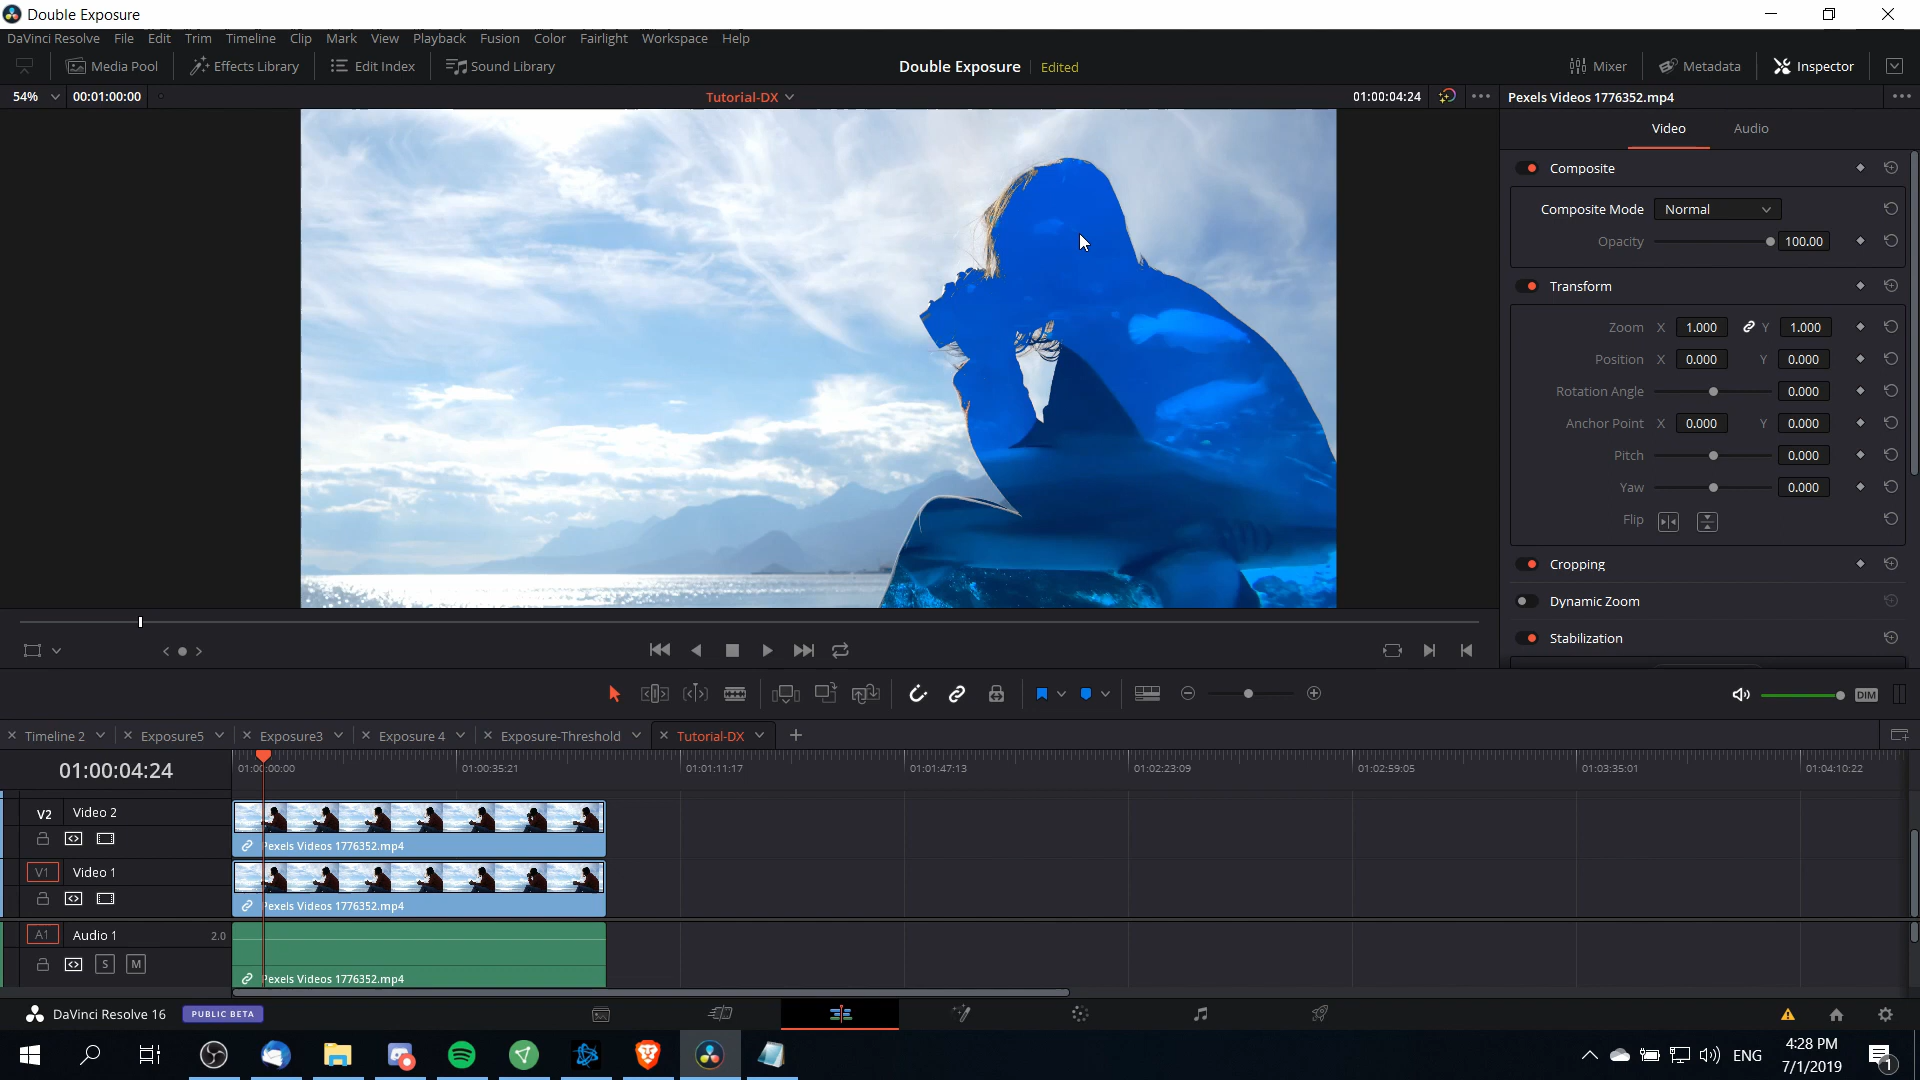 Double Exposure
DaVinci Resolve File Edit Trim Timeline Clip Mark View Playback Fusion Color Fairlight Workspace Help
Media Pool Effects Library Edit Index Sound Library Double Exposure Edited Mixer Metadata Inspector
54% 00:01:00:00 Tutorial-DX 01:00:04:24 Pexels Videos 1776352.mp4
Video Audio
Composite
Composite Mode Normal
Opacity 100.00
Transform
Zoom X 1.000 Y 1.000
Position X 0.000 Y 0.000
Rotation Angle 0.000
Anchor Point X 0.000 Y 0.000
Pitch 0.000
Yaw 0.000
Flip
Cropping
Dynamic Zoom
Stabilization
DIM
Timeline 2 Exposure5 Exposure3 Exposure 4 Exposure-Threshold Tutorial-DX
01:00:04:24 01:00:00:00 01:00:35:21 01:01:11:17 01:01:47:13 01:02:23:09 01:02:59:05 01:03:35:01 01:04:10:22
V2 Video 2
Pexels Videos 1776352.mp4
V1 Video 1
Pexels Videos 1776352.mp4
A1 Audio 1 2.0
S M
Pexels Videos 1776352.mp4
DaVinci Resolve 16 PUBLIC BETA
ENG 4:28 PM
7/1/2019
1